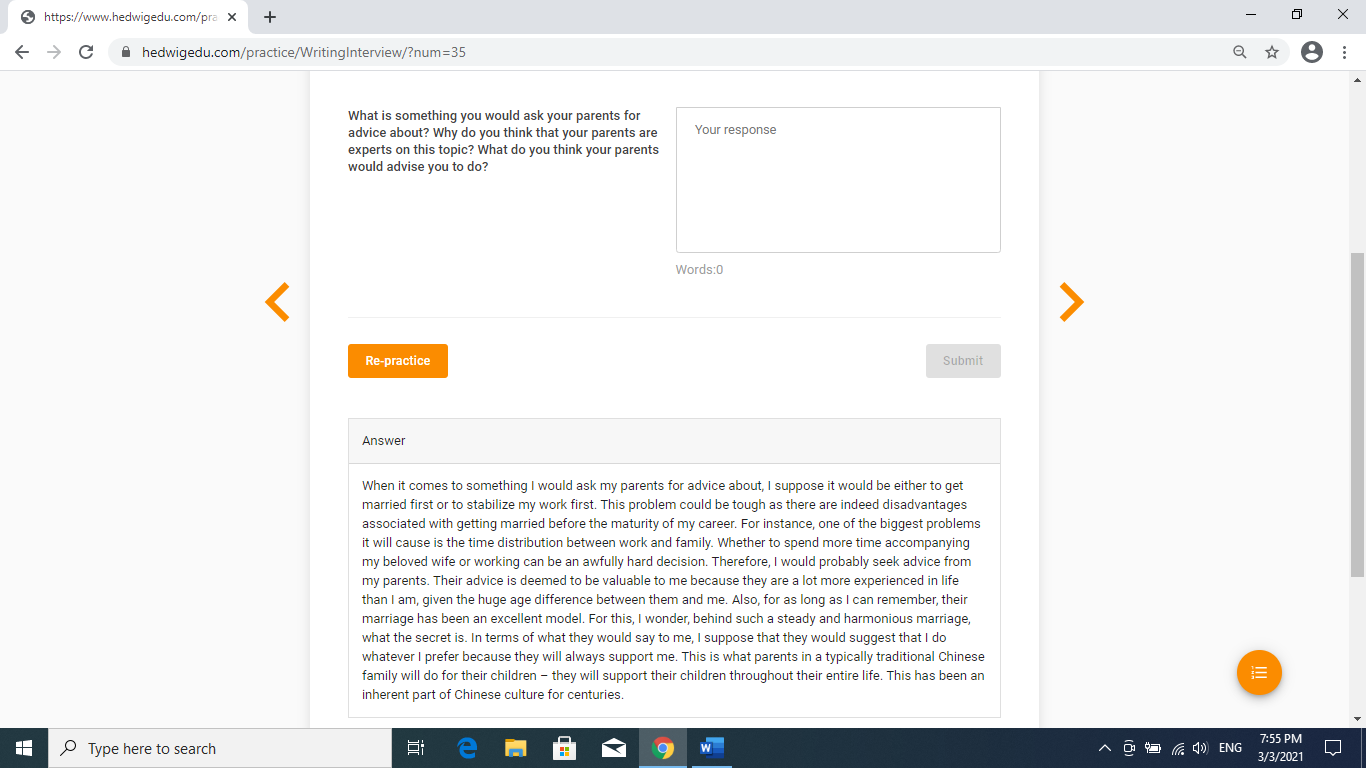 https://www.hedwigedu.com/pra
hedwigedu.com/practice/WritingInterview/?num=35
What is something you would ask your parents for
advice about? Why do you think that your parents are
experts on this topic? What do you think your parents
would advise you to do?
Your response
Words:0
Re-practice
Submit
Answer
When it comes to something I would ask my parents for advice about, I suppose it would be either to get
married first or to stabilize my work first. This problem could be tough as there are indeed disadvantages
associated with getting married before the maturity of my career. For instance, one of the biggest problems
it will cause is the time distribution between work and family. Whether to spend more time accompanying
my beloved wife or working can be an awfully hard decision. Therefore, I would probably seek advice from
my parents. Their advice is deemed to be valuable to me because they are a lot more experienced in life
than I am, given the huge age difference between them and me. Also, for as long as I can remember, their
marriage has been an excellent model. For this, I wonder, behind such a steady and harmonious marriage,
what the secret is. In terms of what they would say to me, I suppose that they would suggest that I do
whatever I prefer because they will always support me. This is what parents in a typically traditional Chinese
family will do for their children – they will support their children throughout their entire life. This has been an
inherent part of Chinese culture for centuries.
Type here to search
ENG
7:55 PM
3/3/2021